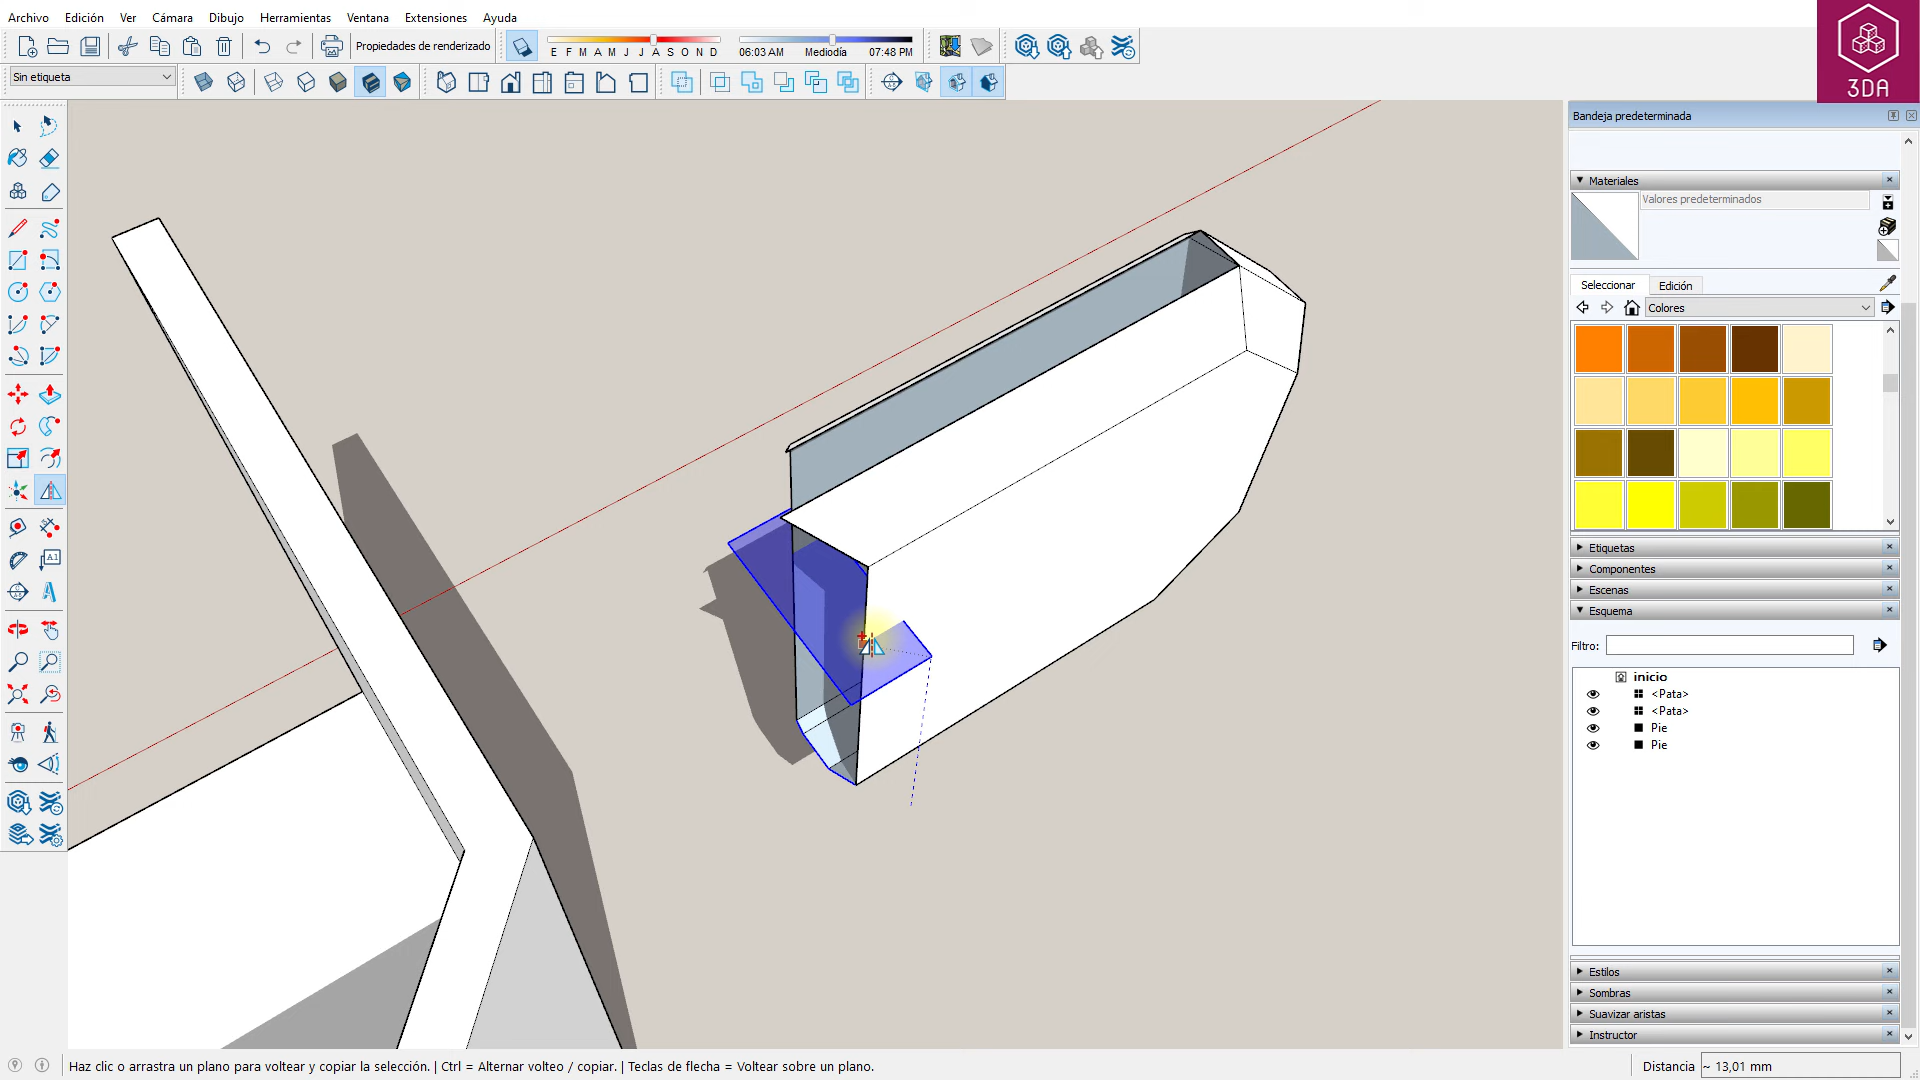 Archivo Edición Ver Cámara Dibujo Herramientas Ventana Extensiones Ayuda
Propiedades de renderizado
E F M A M J J A S O N D
06:03 AM Mediodía 07:48 PM
3DA
Sin etiqueta
Bandeja predeterminada
Materiales
Valores predeterminados
Seleccionar Edición
Colores
A1
Etiquetas
Componentes
Escenas
Esquema
Filtro:
inicio
<Pata>
<Pata>
Pie
Pie
Estilos
Sombras
Suavizar aristas
Instructor
Haz clic o arrastra un plano para voltear y copiar la selección. | Ctrl = Alternar volteo / copiar. | Teclas de flecha = Voltear sobre un plano.
Distancia ~ 13,01 mm